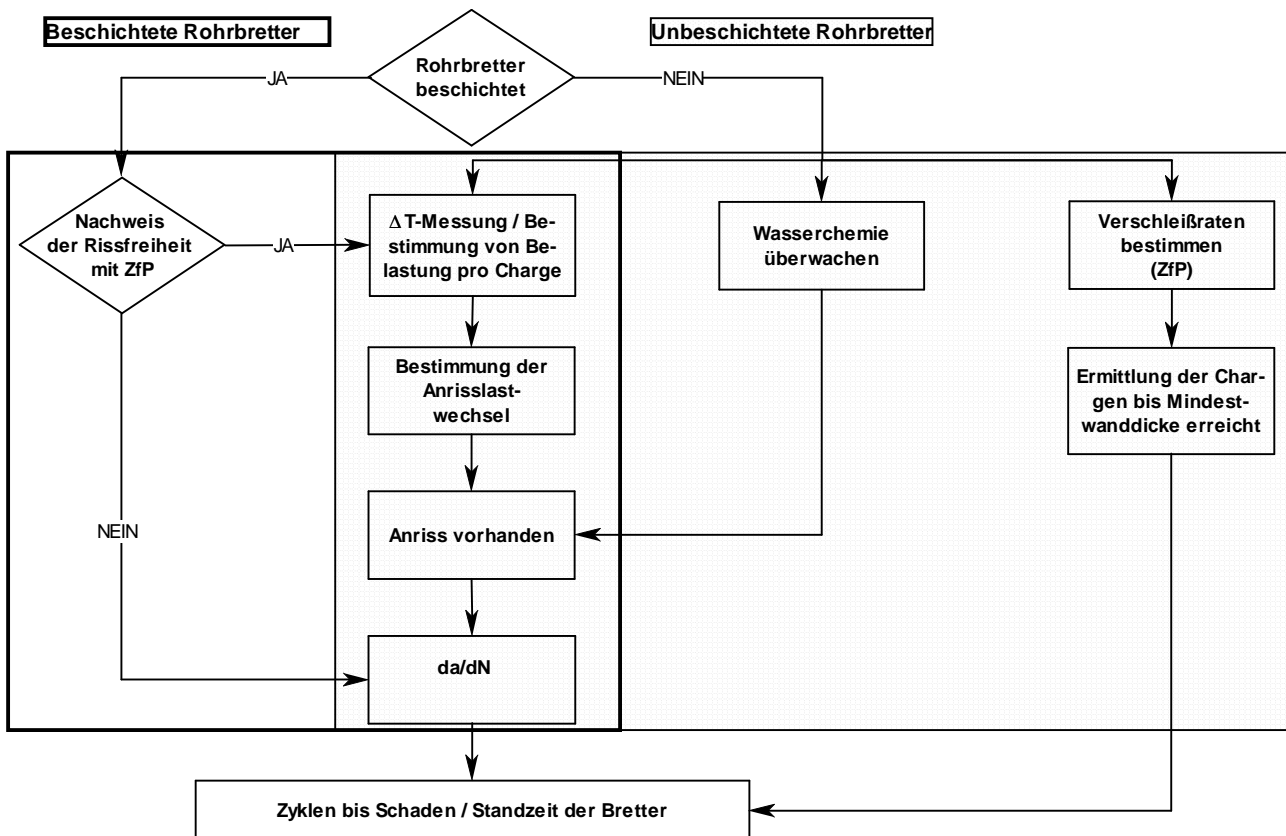 Beschichtete Rohrbretter
Unbeschichtete Rohrbretter
Rohrbretter
beschichtet
JA
NEIN
Nachweis
der Rissfreiheit
mit ZfP
JA
Δ T-Messung / Be-
stimmung von Be-
lastung pro Charge
Wasserchemie
überwachen
Verschleißraten
bestimmen
(ZfP)
Bestimmung der
Anrisslast-
wechsel
Ermittlung der Char-
gen bis Mindest-
wanddicke erreicht
NEIN
Anriss vorhanden
da/dN
Zyklen bis Schaden / Standzeit der Bretter